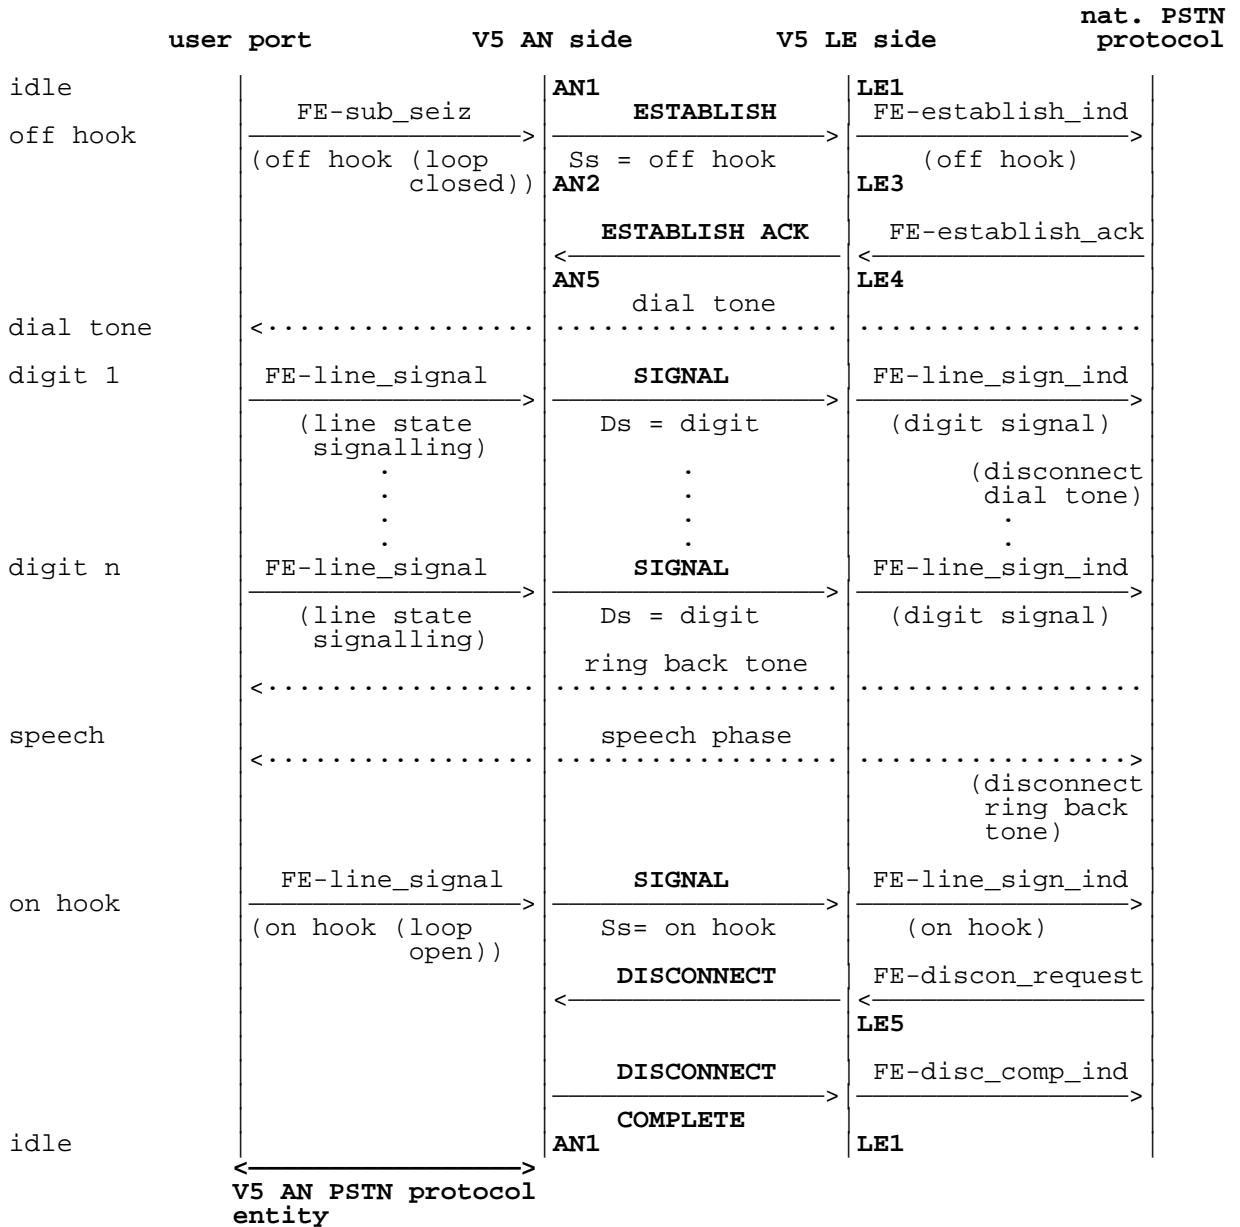 nat. PSTN
user port V5 AN side V5 LE side protocol
idle AN1 LE1
FE-sub_seiz ESTABLISH FE-establish_ind
off hook
(off hook (loop Ss = off hook (off hook)
closed)) AN2 LE3
ESTABLISH ACK FE-establish_ack
AN5 LE4
dial tone
dial tone
digit 1 FE-line_signal SIGNAL FE-line_sign_ind
(line state Ds = digit (digit signal)
signalling)
(disconnect
dial tone)
digit n FE-line_signal SIGNAL FE-line_sign_ind
(line state Ds = digit (digit signal)
signalling)
ring back tone
speech speech phase
(disconnect
ring back
tone)
FE-line_signal SIGNAL FE-line_sign_ind
on hook
(on hook (loop Ss= on hook (on hook)
open))
DISCONNECT FE-discon_request
LE5
DISCONNECT FE-disc_comp_ind
COMPLETE
idle AN1 LE1
V5 AN PSTN protocol
entity